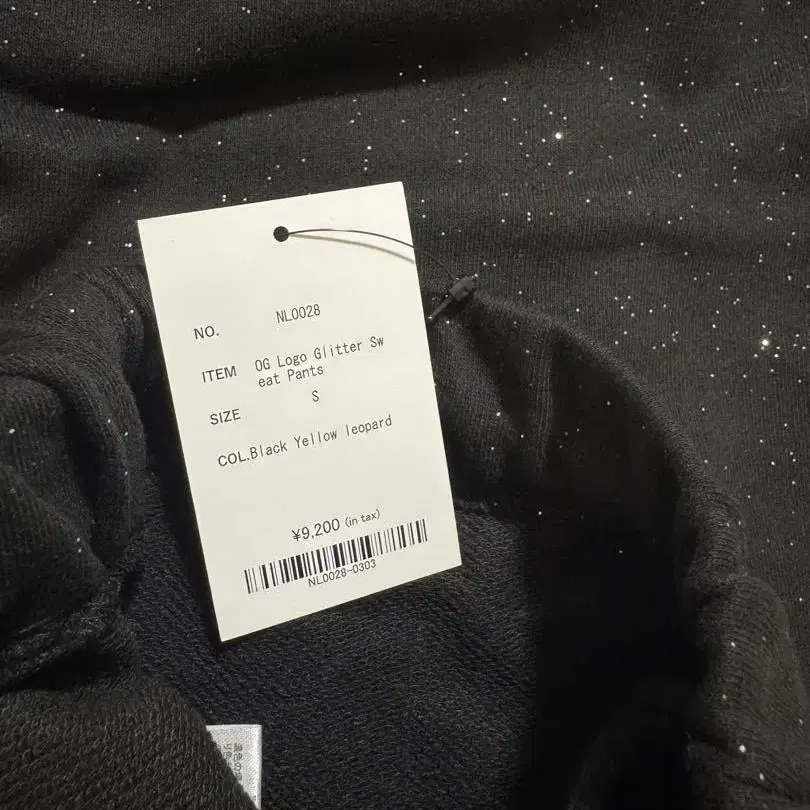 NO. NL0028
ITEM OG Logo Glitter Sw
eat Pants
SIZE S
COL. Black Yellow leopard
¥9,200 (in tax)
NL0028-0303